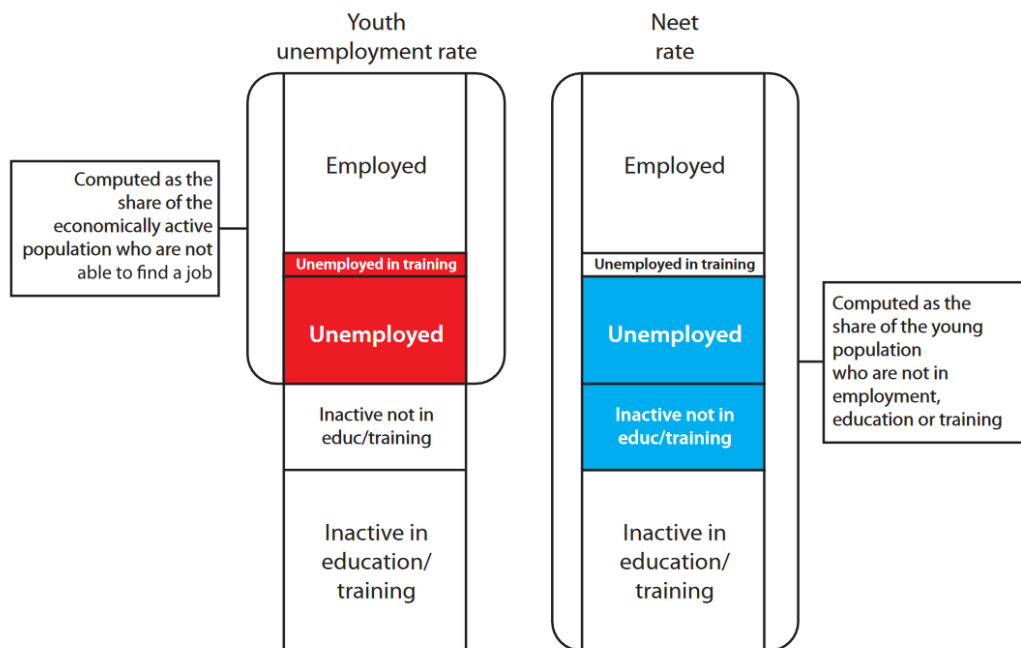 Youth
unemployment rate
Neet
rate
Employed
Employed
Computed as the
share of the
economically active
population who are not
able to find a job
Unemployed in training
Unemployed in training
Unemployed
Unemployed
Computed as the
share of the young
population
who are not in
employment,
education or training
Inactive not in
educ/training
Inactive not in
educ/training
Inactive in
education/
training
Inactive in
education/
training